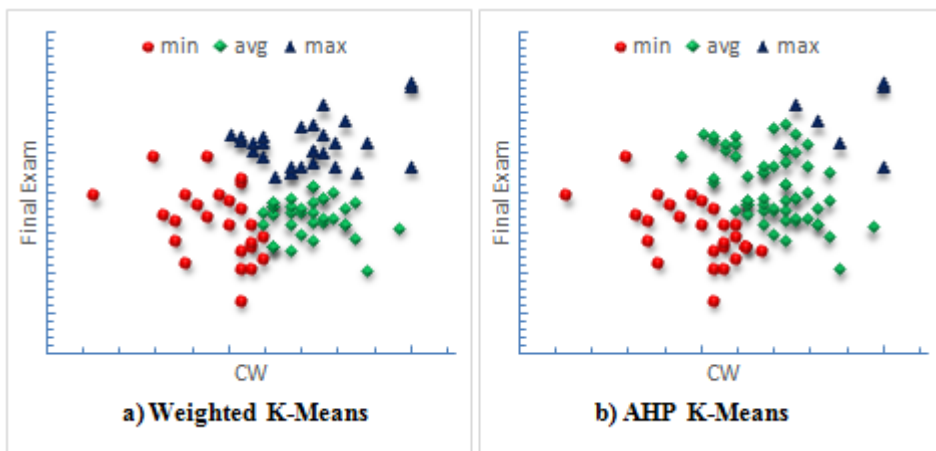 min avg max
Final Exam
CW
a) Weighted K-Means
min avg max
Final Exam
CW
b) AHP K-Means